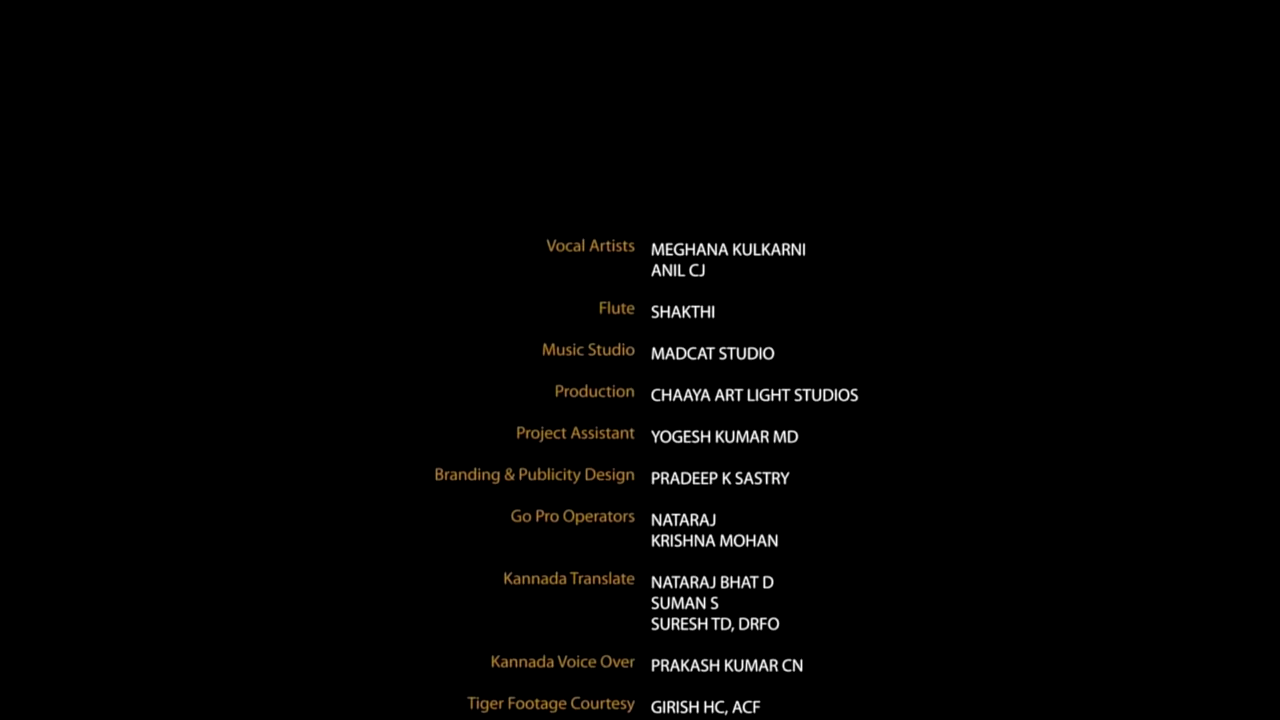 Vocal Artists MEGHANA KULKARNI
ANIL CJ
Flute SHAKTHI
Music Studio MADCAT STUDIO
Production CHAAYA ART LIGHT STUDIOS
Project Assistant YOGESH KUMAR MD
Branding & Publicity Design PRADEEP K SASTRY
Go Pro Operators NATARAJ
KRISHNA MOHAN
Kannada Translate NATARAJ BHAT D
SUMAN S
SURESH TD, DRFO
Kannada Voice Over PRAKASH KUMAR CN
Tiger Footage Courtesy GIRISH HC, ACF